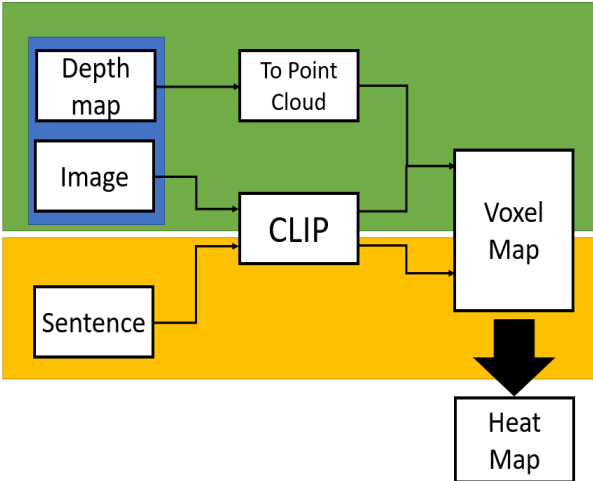 Depth
map
To Point
Cloud
Image
CLIP
Voxel
Map
Sentence
Heat
Map